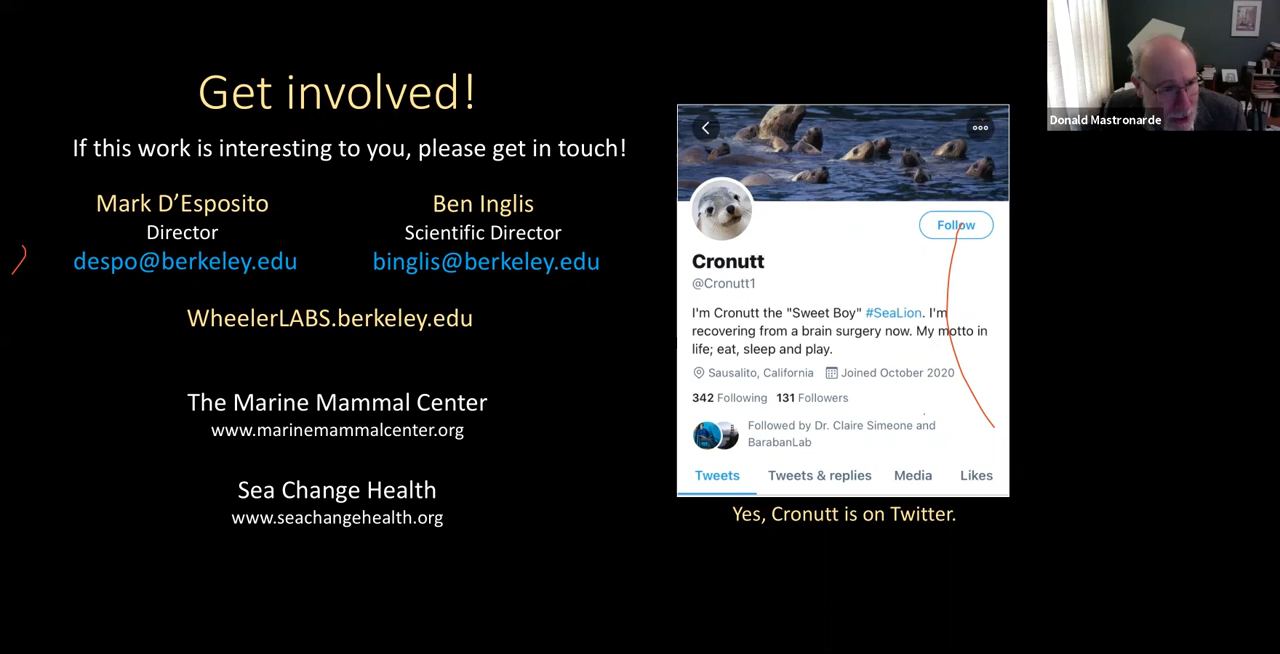 Get involved!
If this work is interesting to you, please get in touch!
Mark D’Esposito
Director
despo@berkeley.edu
Ben Inglis
Scientific Director
binglis@berkeley.edu
WheelerLABS.berkeley.edu
The Marine Mammal Center
www.marinemammalcenter.org
Sea Change Health
www.seachangehealth.org
Follow
Cronutt
@Cronutt1
I'm Cronutt the "Sweet Boy" #SeaLion. I'm
recovering from a brain surgery now. My motto in
life; eat, sleep and play.
Sausalito, California Joined October 2020
342 Following 131 Followers
Followed by Dr. Claire Simeone and
BarabanLab
Tweets Tweets & replies Media Likes
Yes, Cronutt is on Twitter.
Donald Mastronarde